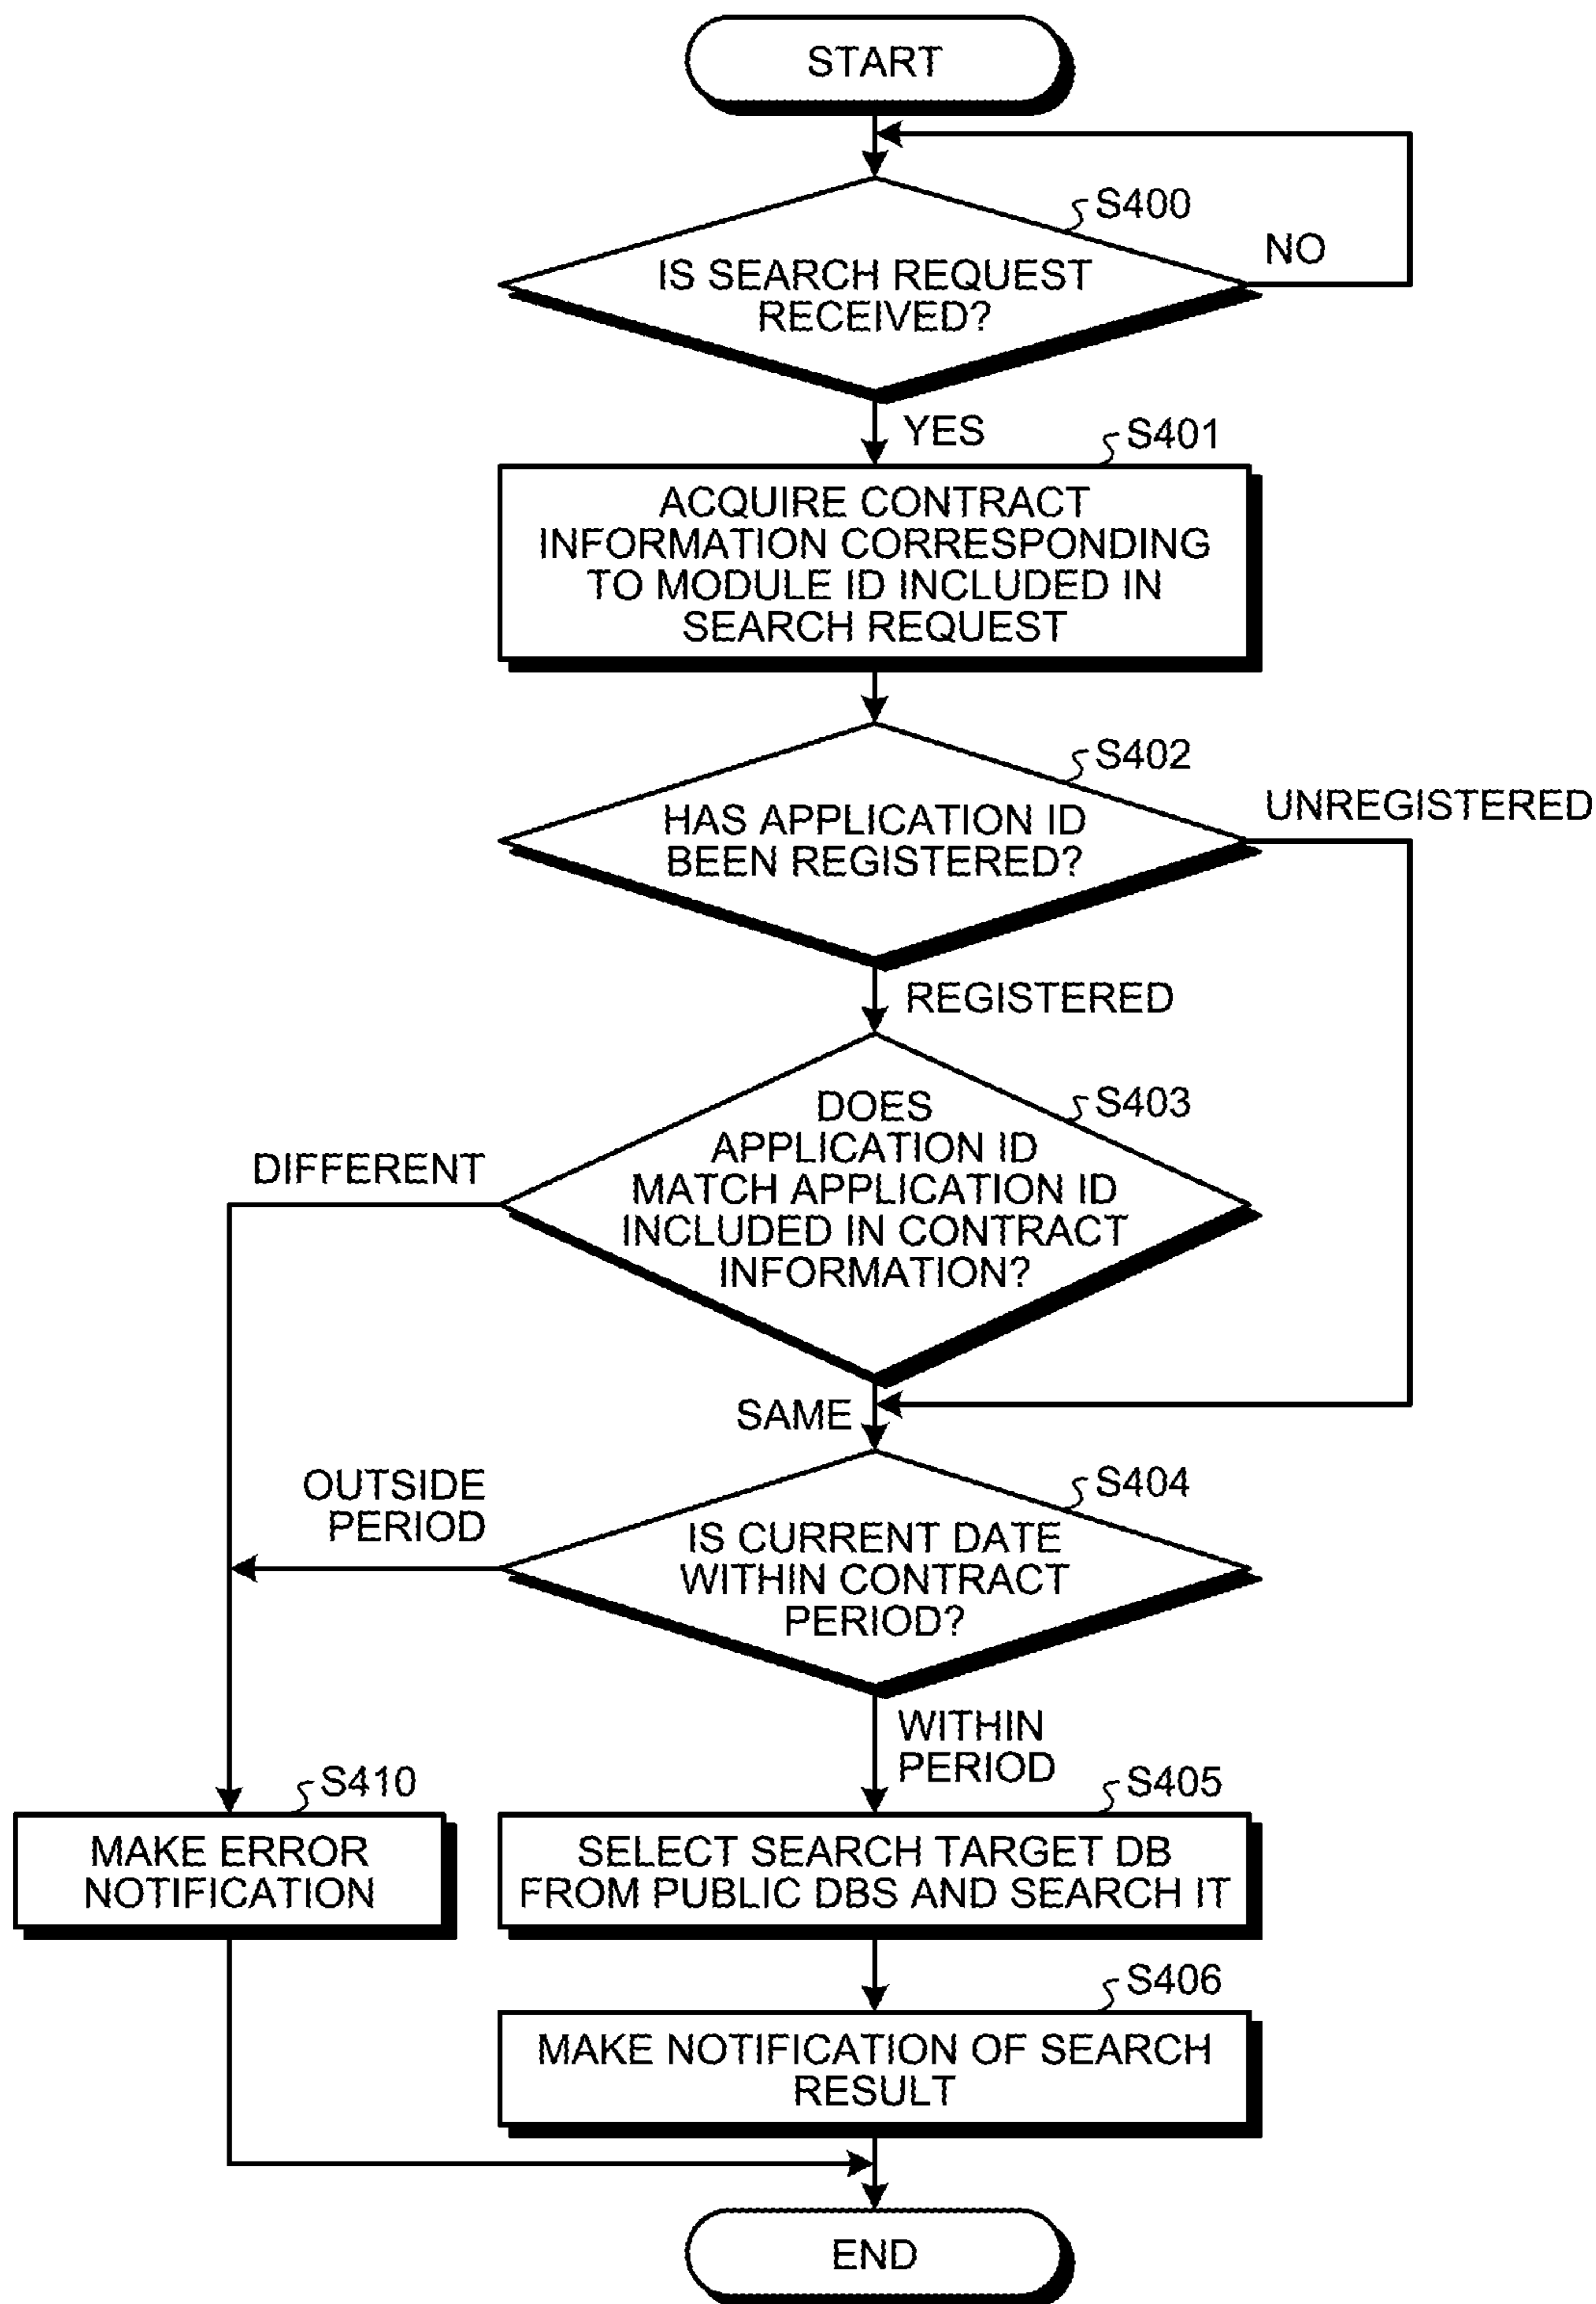 START
S400
NO
IS SEARCH REQUEST
RECEIVED?
YES
S401
ACQUIRE CONTRACT
INFORMATION CORRESPONDING
TO MODULE ID INCLUDED IN
SEARCH REQUEST
S402
UNREGISTERED
HAS APPLICATION ID
BEEN REGISTERED?
REGISTERED
S403
DOES
APPLICATION ID
MATCH APPLICATION ID
INCLUDED IN CONTRACT
INFORMATION?
DIFFERENT
SAME
S404
OUTSIDE
PERIOD
IS CURRENT DATE
WITHIN CONTRACT
PERIOD?
WITHIN
PERIOD
S410
MAKE ERROR
NOTIFICATION
S405
SELECT SEARCH TARGET DB
FROM PUBLIC DBS AND SEARCH IT
S406
MAKE NOTIFICATION OF SEARCH
RESULT
END